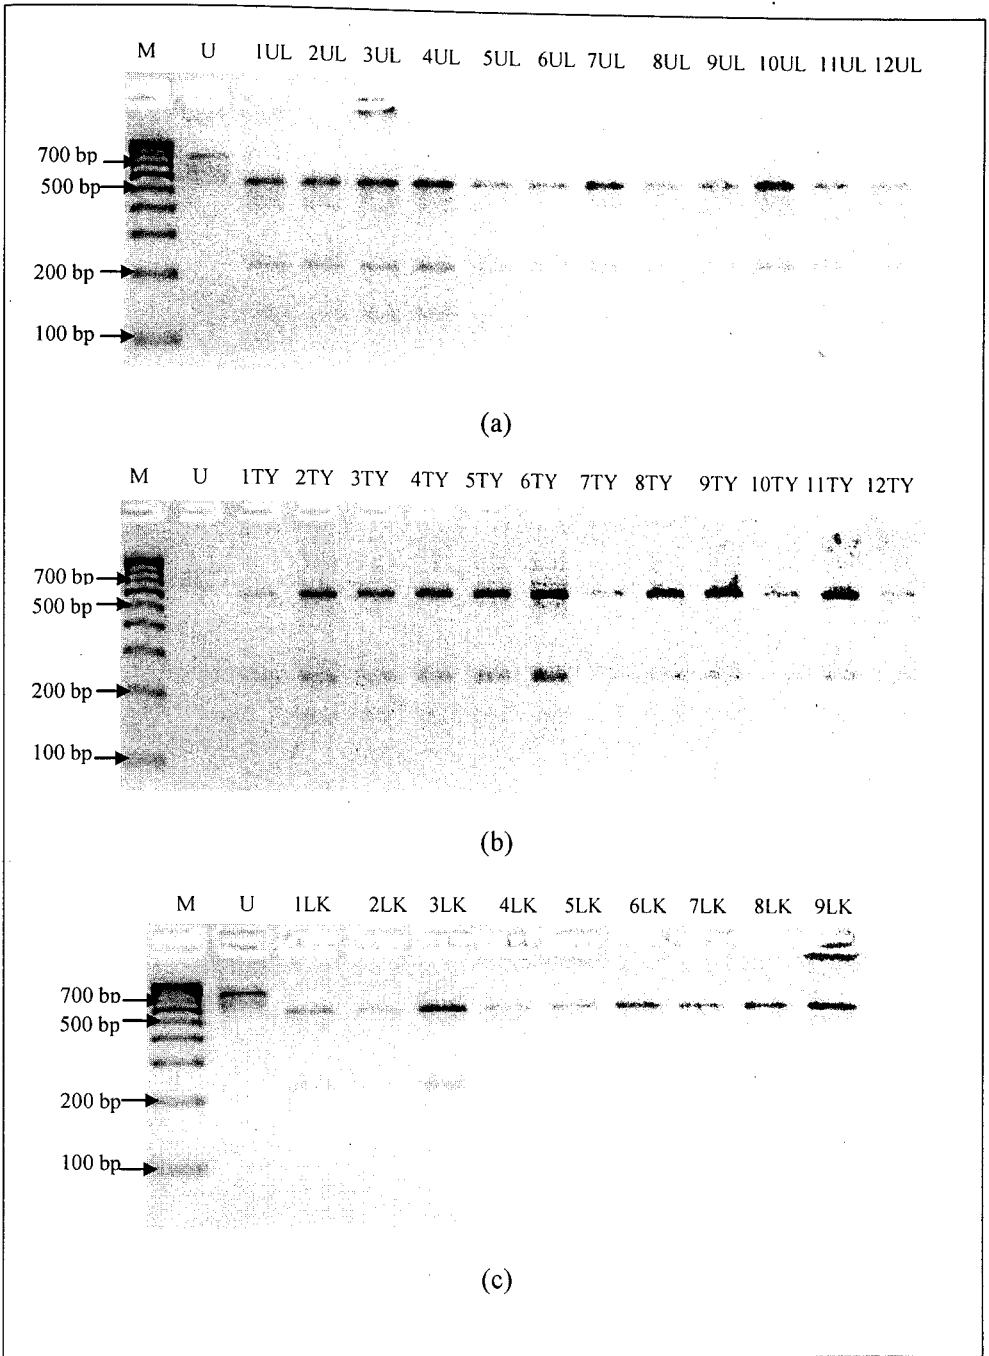 M U 1UL 2UL 3UL 4UL 5UL 6UL 7UL 8UL 9UL 10UL 11UL 12UL
700 bp
500 bp
200 bp
100 bp
(a)
M U 1TY 2TY 3TY 4TY 5TY 6TY 7TY 8TY 9TY 10TY 11TY 12TY
700 bp
500 bp
200 bp
100 bp
(b)
M U 1LK 2LK 3LK 4LK 5LK 6LK 7LK 8LK 9LK
700 bp
500 bp
200 bp
100 bp
(c)